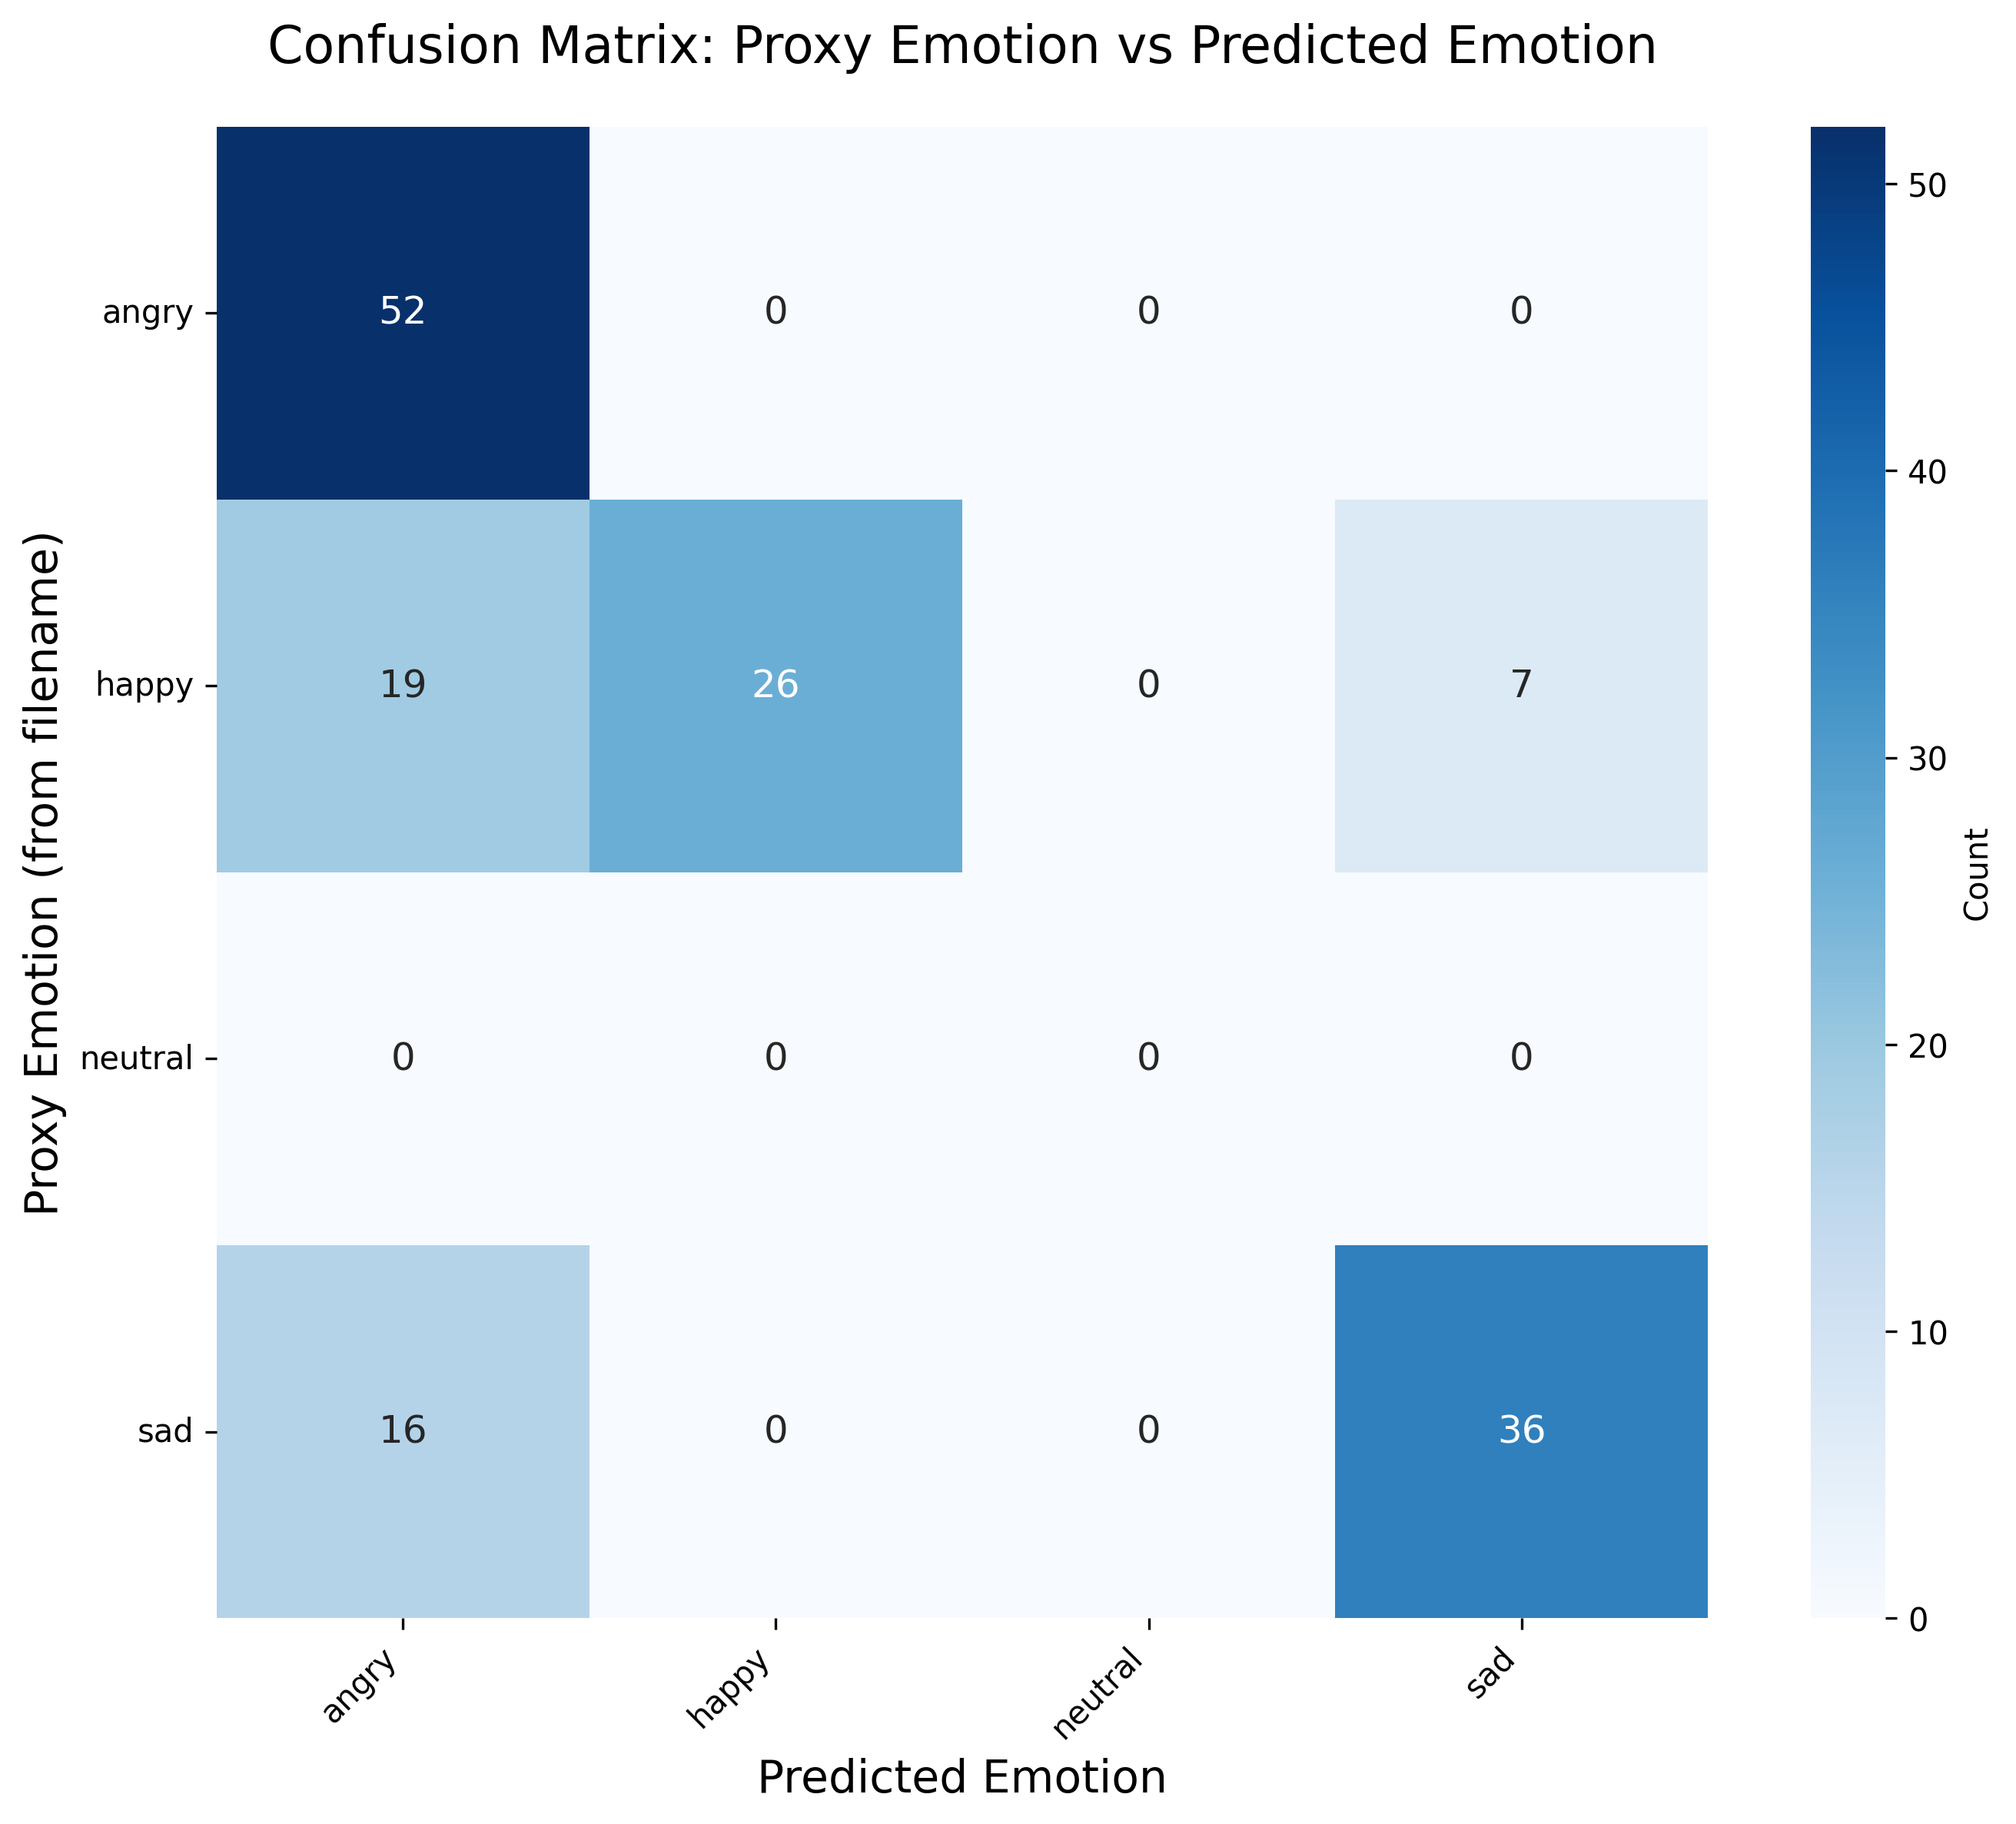 Confusion Matrix: Proxy Emotion vs Predicted Emotion
Proxy Emotion (from filename)
angry
52 0 0 0
happy
19 26 0 7
neutral
0 0 0 0
sad
16 0 0 36
angry happy neutral sad
Predicted Emotion
50
40
30
20
10
0
Count